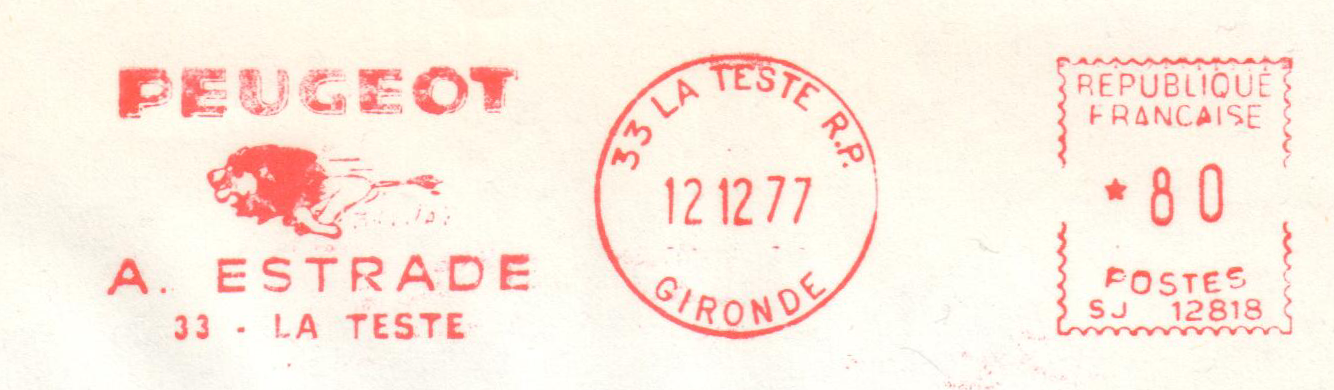 PEUGEOT
A. ESTRADE
33 - LA TESTE
33 LA TESTE R.P.
12 12 77
GIRONDE
REPUBLIQUE
FRANCAISE
★ 80
POSTES
SJ 12818